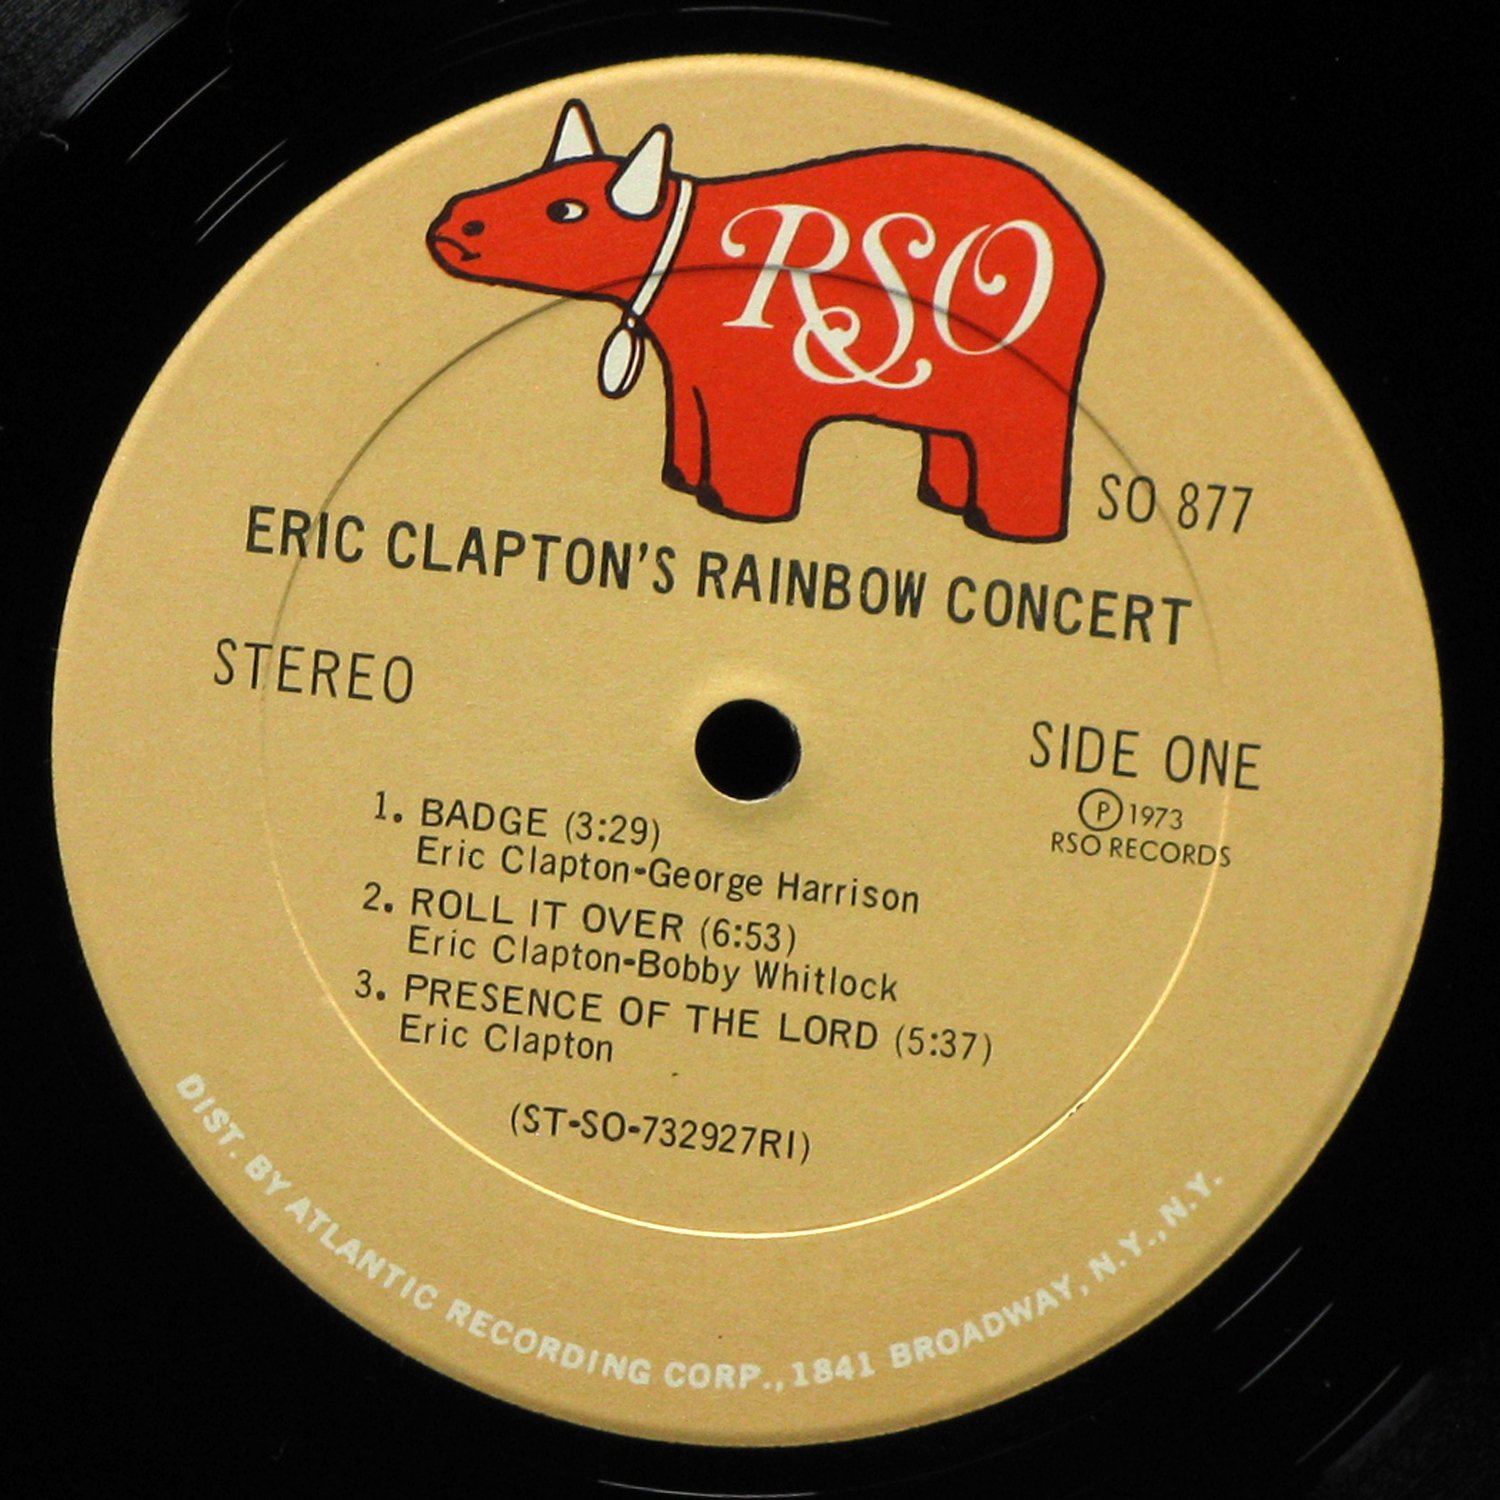 RSO
SO 877
ERIC CLAPTON'S RAINBOW CONCERT
STEREO
SIDE ONE
Ⓟ 1973
RSO RECORDS
1. BADGE (3:29)
Eric Clapton-George Harrison
2. ROLL IT OVER (6:53)
Eric Clapton-Bobby Whitlock
3. PRESENCE OF THE LORD (5:37)
Eric Clapton
(ST-SO-732927RI)
DIST. BY ATLANTIC RECORDING CORP., 1841 BROADWAY, N.Y., N.Y.